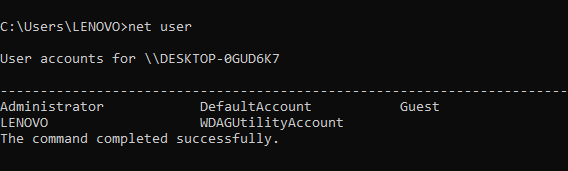 C:\Users\LENOVO>net user
User accounts for \\DESKTOP-0GUD6K7
-------------------------------------------------------------------------------
Administrator            DefaultAccount           Guest
LENOVO                   WDAGUtilityAccount
The command completed successfully.